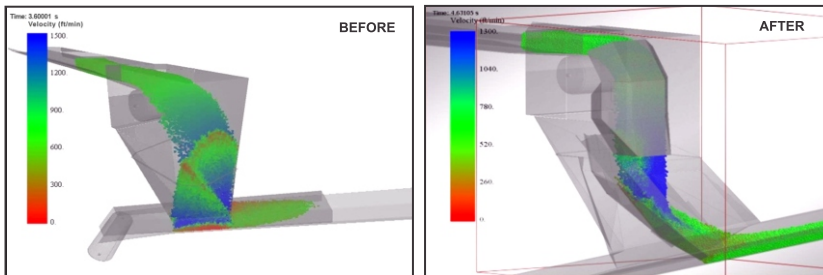 Time: 3.60001 s
Velocity (ft/min)
1500.
1200.
900.
600.
300.
0.
BEFORE
Velocity (ft/min)
1300.
1040.
780.
520.
260.
0.
AFTER